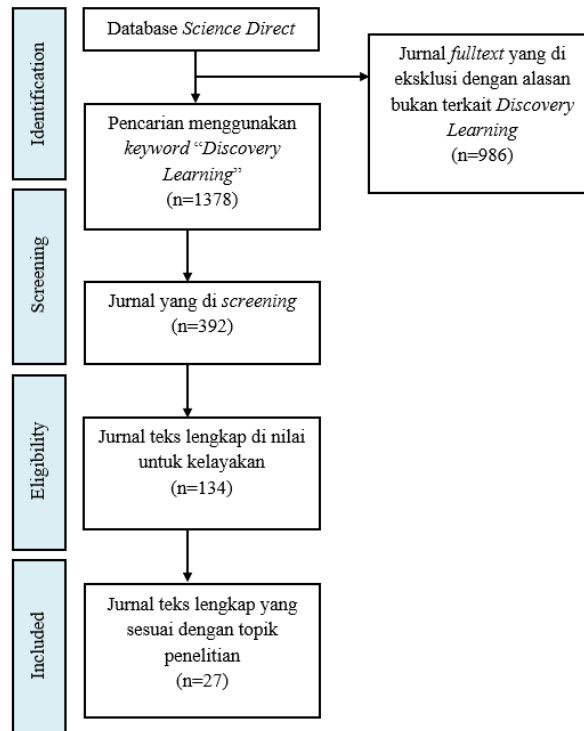 Identification
Database Science Direct
Jurnal fulltext yang di
eksklusi dengan alasan
bukan terkait Discovery
Learning
(n=986)
Pencarian menggunakan
keyword “Discovery
Learning”
(n=1378)
Screening
Jurnal yang di screening
(n=392)
Eligibility
Jurnal teks lengkap di nilai
untuk kelayakan
(n=134)
Included
Jurnal teks lengkap yang
sesuai dengan topik
penelitian
(n=27)